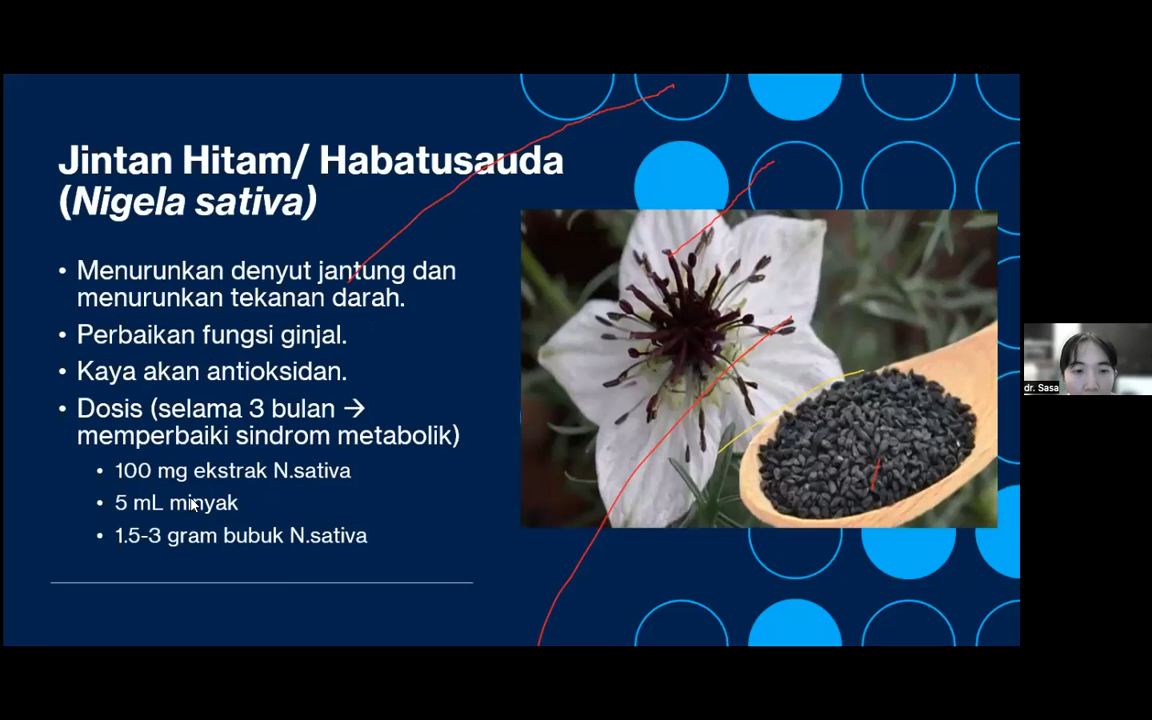 Jintan Hitam/ Habatusauda
(Nigela sativa)
• Menurunkan denyut jantung dan
menurunkan tekanan darah.
• Perbaikan fungsi ginjal.
• Kaya akan antioksidan.
• Dosis (selama 3 bulan →
memperbaiki sindrom metabolik)
• 100 mg ekstrak N.sativa
• 5 mL minyak
• 1.5-3 gram bubuk N.sativa
dr. Sasa